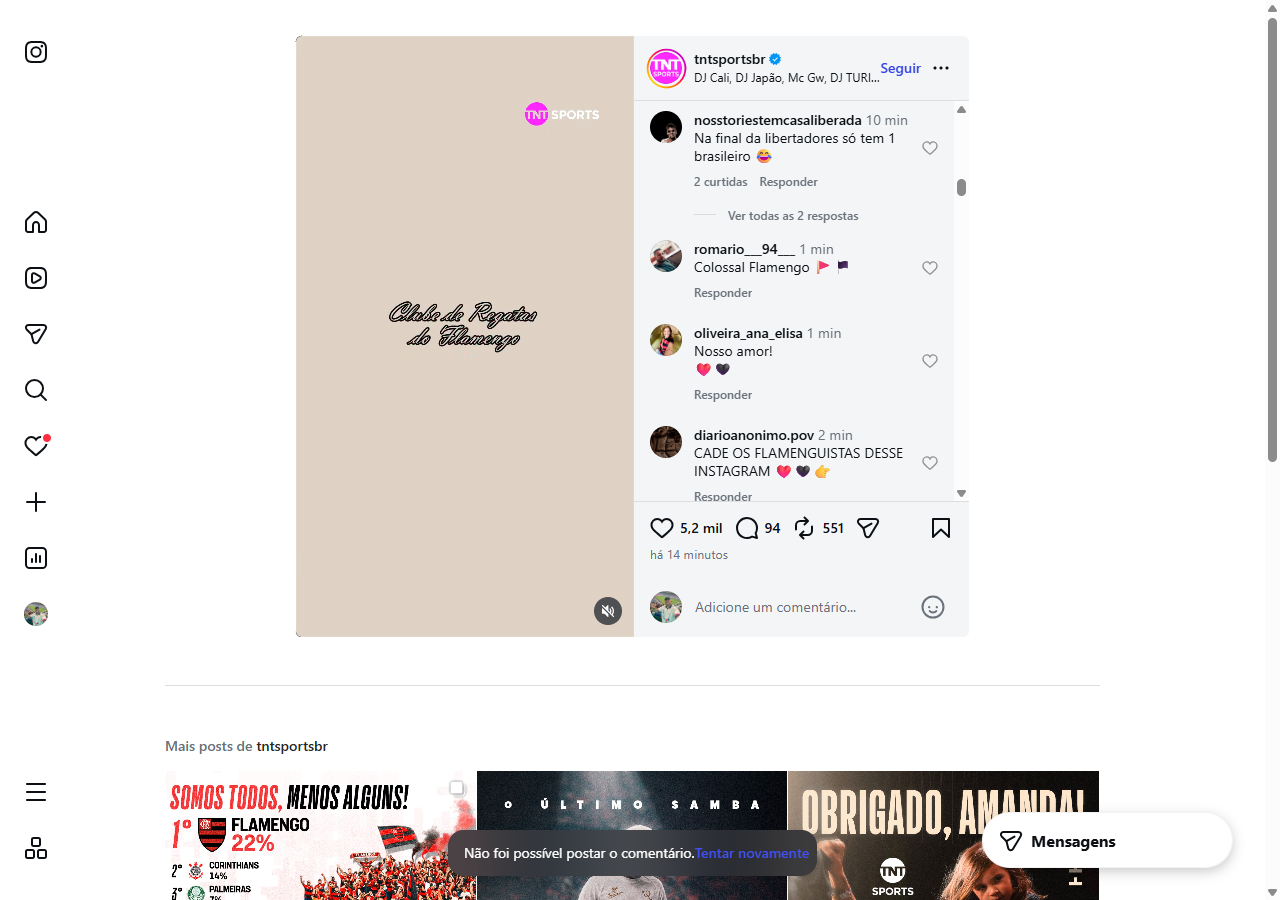 TNT SPORTS
Clube de Regatas
do Flamengo
TNT
SPORTS
tntsportsbr
DJ Cali, DJ Japão, Mc Gw, DJ TURI...
Seguir
nosstoriestemcasaliberada 10 min
Na final da libertadores só tem 1
brasileiro 😂
2 curtidas Responder
Ver todas as 2 respostas
romario___94___ 1 min
Colossal Flamengo 🚩 🏴
Responder
oliveira_ana_elisa 1 min
Nosso amor!
❤️ 🖤
Responder
diarioanonimo.pov 2 min
CADE OS FLAMENGUISTAS DESSE
INSTAGRAM ❤️ 🖤 👉
Responder
5,2 mil 94 551
há 14 minutos
Adicione um comentário...
Mais posts de tntsportsbr
SOMOS TODOS, MENOS ALGUNS!
1º FLAMENGO
22%
2º CORINTHIANS
14%
3º PALMEIRAS
7%
O ÚLTIMO SAMBA
OBRIGADO, AMANDA!
TNT
SPORTS
Não foi possível postar o comentário. Tentar novamente
Mensagens